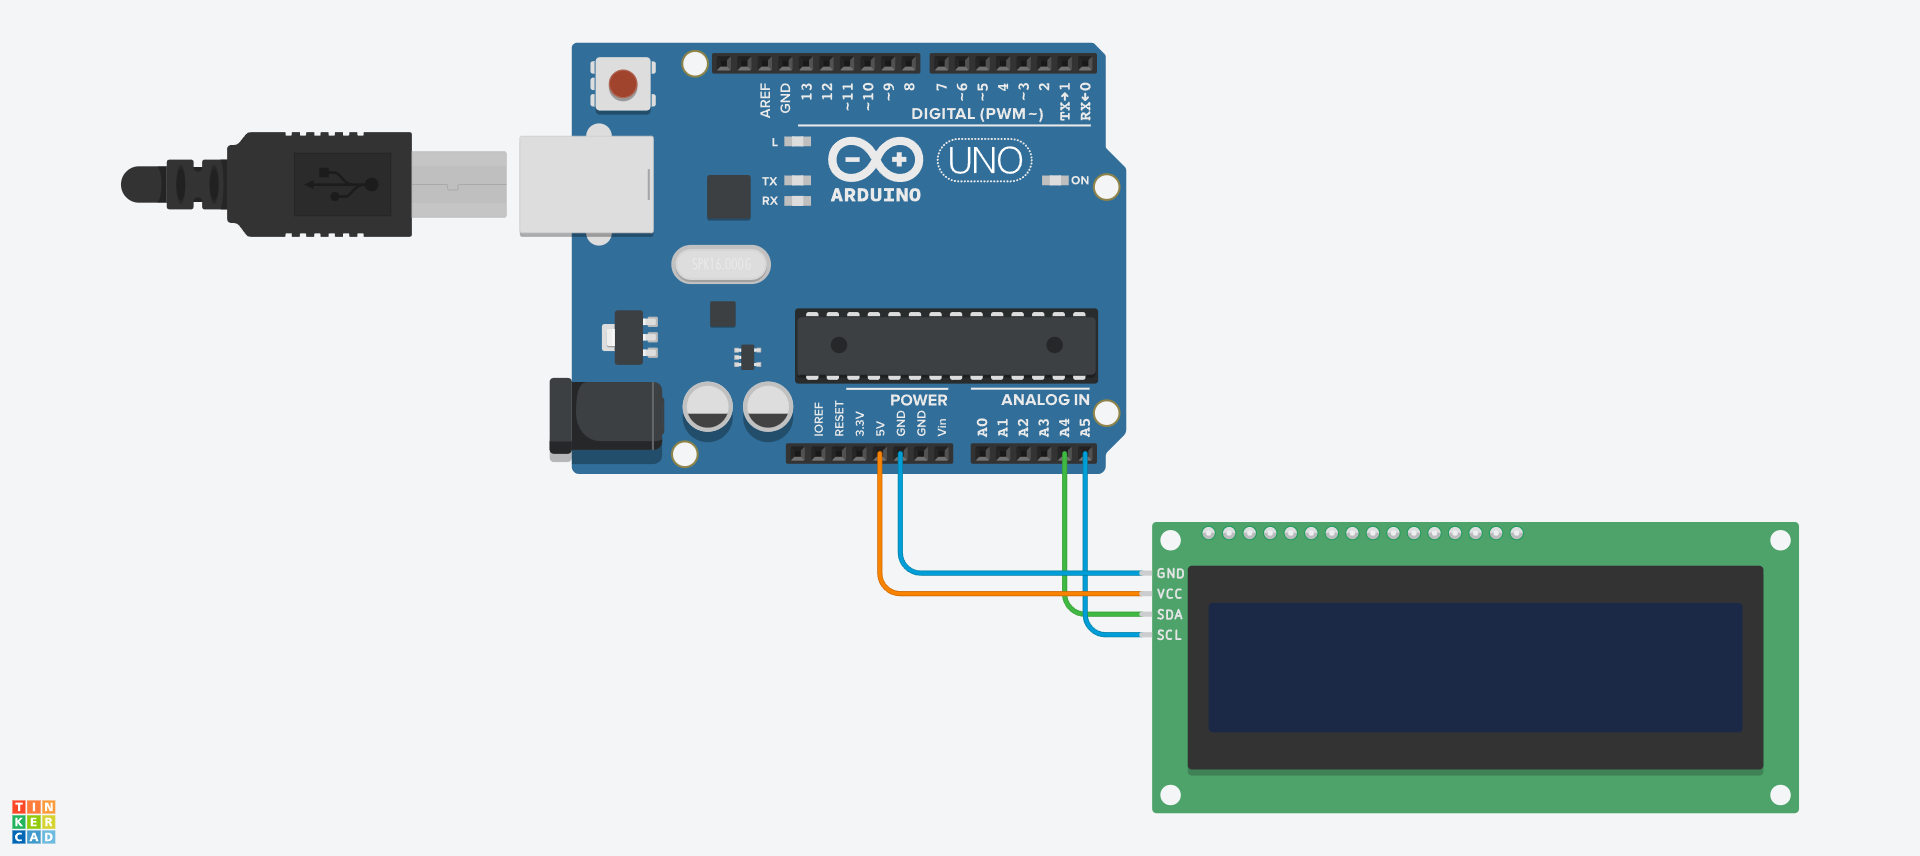 AREF
GND
13
12
~11
~10
~9
8
7
~6
~5
4
~3
2
TX→1
RX←0
DIGITAL (PWM~)
L
TX
RX
ARDUINO
UNO
ON
SPK16.000G
POWER
ANALOG IN
IOREF
RESET
3.3V
5V
GND
GND
Vin
A0
A1
A2
A3
A4
A5
GND
VCC
SDA
SCL
TIN
KER
CAD